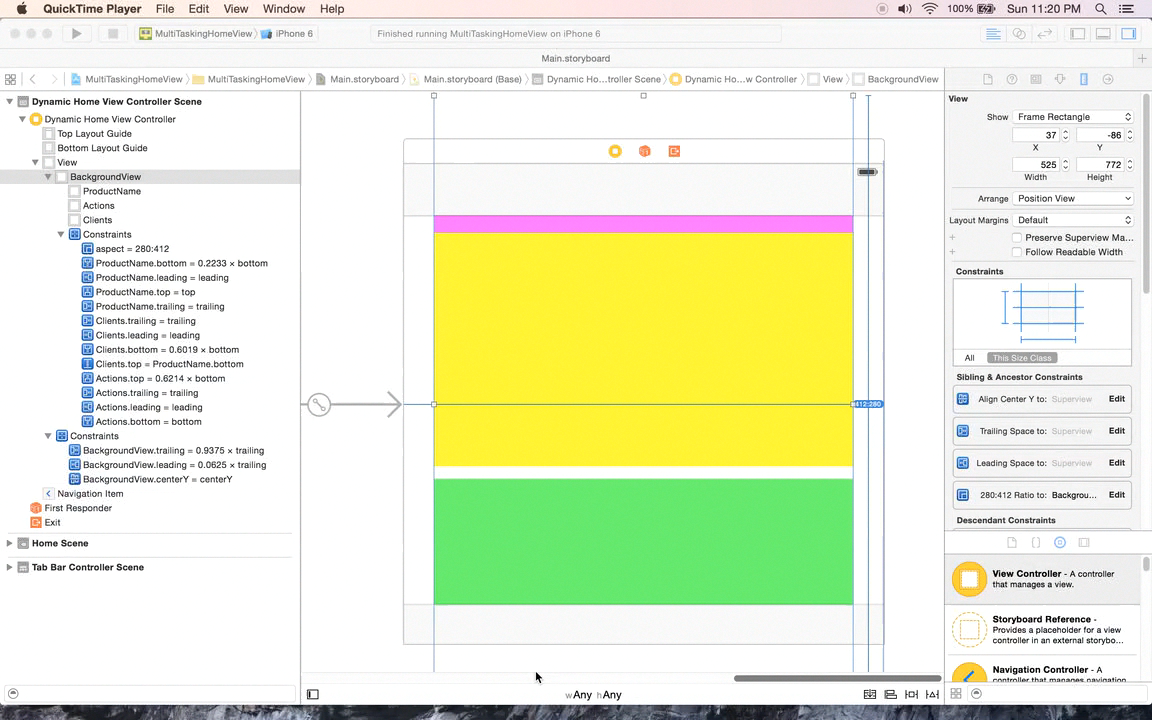 QuickTime Player File Edit View Window Help 100% Sun 11:20 PM
MultiTaskingHomeView iPhone 6 Finished running MultiTaskingHomeView on iPhone 6
Main.storyboard
MultiTaskingHomeView MultiTaskingHomeView Main.storyboard Main.storyboard (Base) Dynamic Ho...troller Scene Dynamic Ho...w Controller View BackgroundView
Dynamic Home View Controller Scene
Dynamic Home View Controller
Top Layout Guide
Bottom Layout Guide
View
BackgroundView
ProductName
Actions
Clients
Constraints
aspect = 280:412
ProductName.bottom = 0.2233 × bottom
ProductName.leading = leading
ProductName.top = top
ProductName.trailing = trailing
Clients.trailing = trailing
Clients.leading = leading
Clients.bottom = 0.6019 × bottom
Clients.top = ProductName.bottom
Actions.top = 0.6214 × bottom
Actions.trailing = trailing
Actions.leading = leading
Actions.bottom = bottom
Constraints
BackgroundView.trailing = 0.9375 × trailing
BackgroundView.leading = 0.0625 × trailing
BackgroundView.centerY = centerY
Navigation Item
First Responder
Exit
Home Scene
Tab Bar Controller Scene
412:280
wAny hAny
View
Show Frame Rectangle
37 -86
X Y
525 772
Width Height
Arrange Position View
Layout Margins Default
Preserve Superview Ma...
Follow Readable Width
Constraints
All This Size Class
Sibling & Ancestor Constraints
Align Center Y to: Superview Edit
Trailing Space to: Superview Edit
Leading Space to: Superview Edit
280:412 Ratio to: Backgrou... Edit
Descendant Constraints
View Controller - A controller
that manages a view.
Storyboard Reference -
Provides a placeholder for a view
controller in an external storybo...
Navigation Controller - A
controller that manages navigation